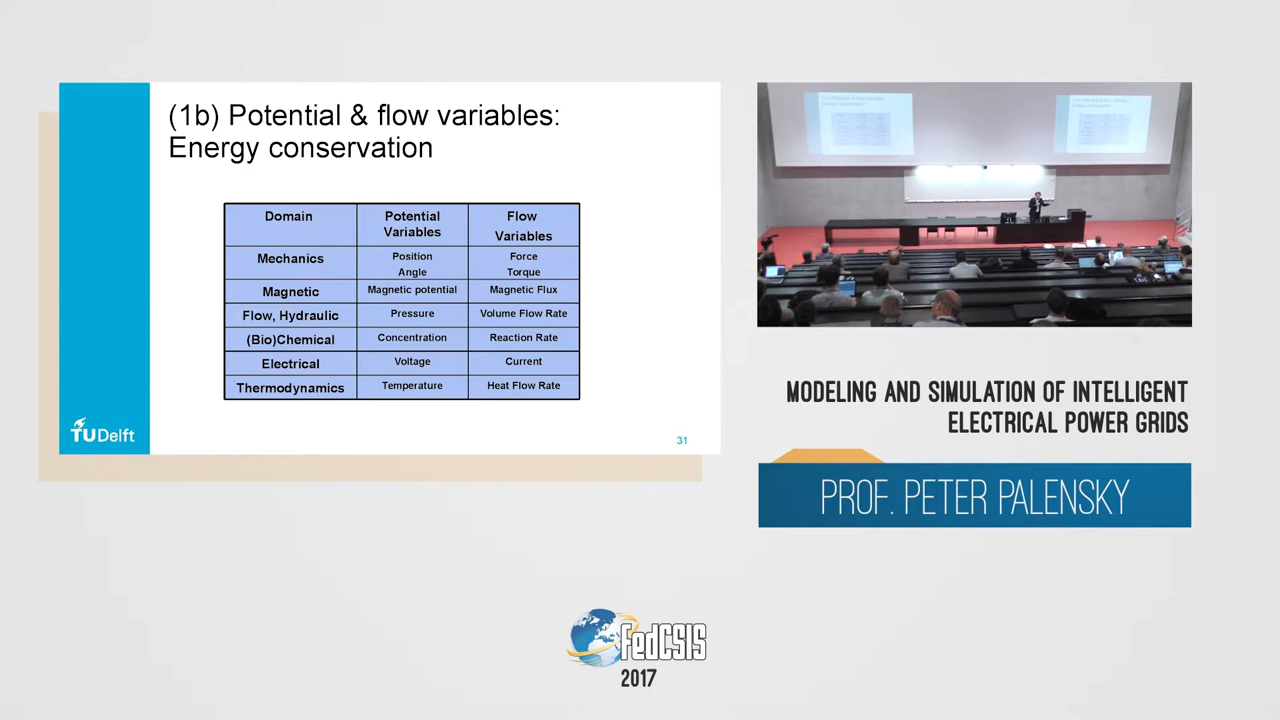 (1b) Potential & flow variables:
Energy conservation
Domain
Potential
Variables
Flow
Variables
Mechanics
Position
Angle
Force
Torque
Magnetic
Magnetic potential
Magnetic Flux
Flow, Hydraulic
Pressure
Volume Flow Rate
(Bio)Chemical
Concentration
Reaction Rate
Electrical
Voltage
Current
Thermodynamics
Temperature
Heat Flow Rate
TUDelft
31
MODELING AND SIMULATION OF INTELLIGENT
ELECTRICAL POWER GRIDS
PROF. PETER PALENSKY
FedCSIS
2017